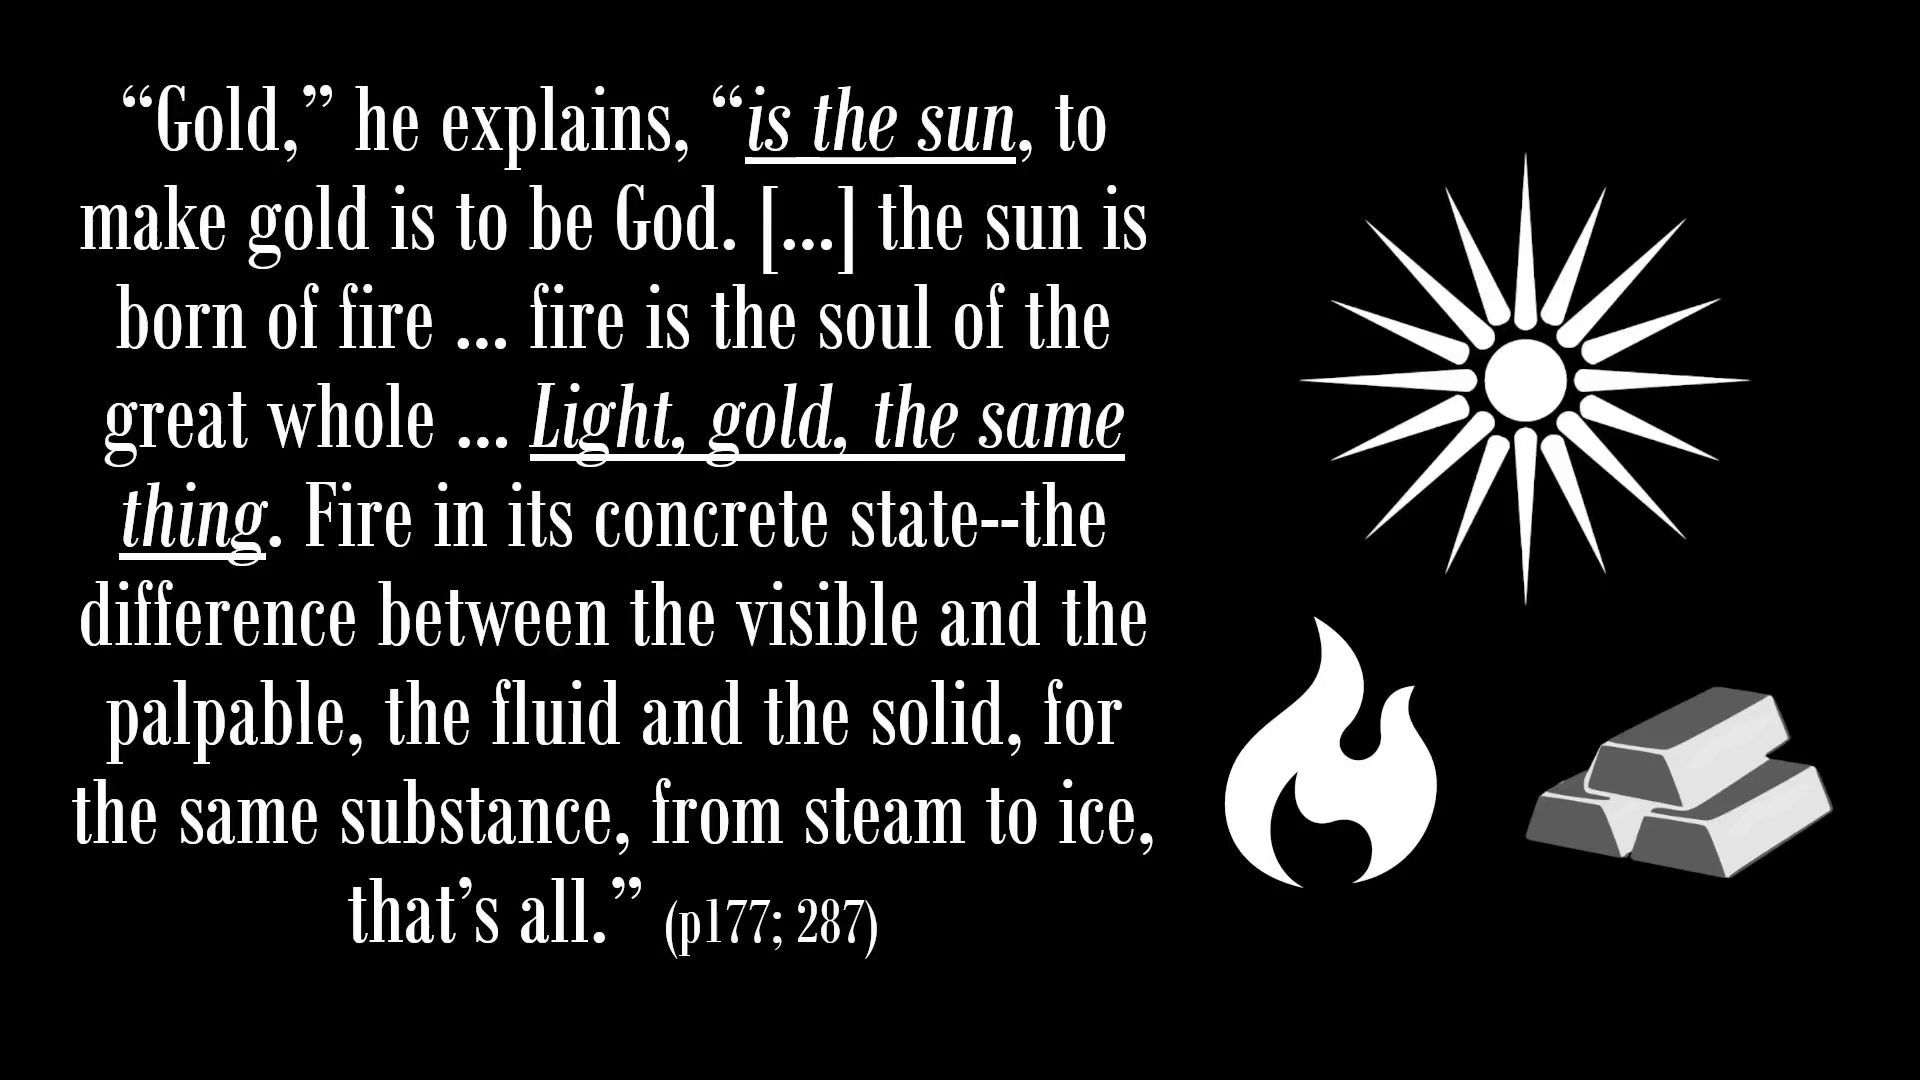 “Gold,” he explains, “is the sun, to
make gold is to be God. [...] the sun is
born of fire ... fire is the soul of the
great whole ... Light, gold, the same
thing. Fire in its concrete state--the
difference between the visible and the
palpable, the fluid and the solid, for
the same substance, from steam to ice,
that’s all.” (p177; 287)